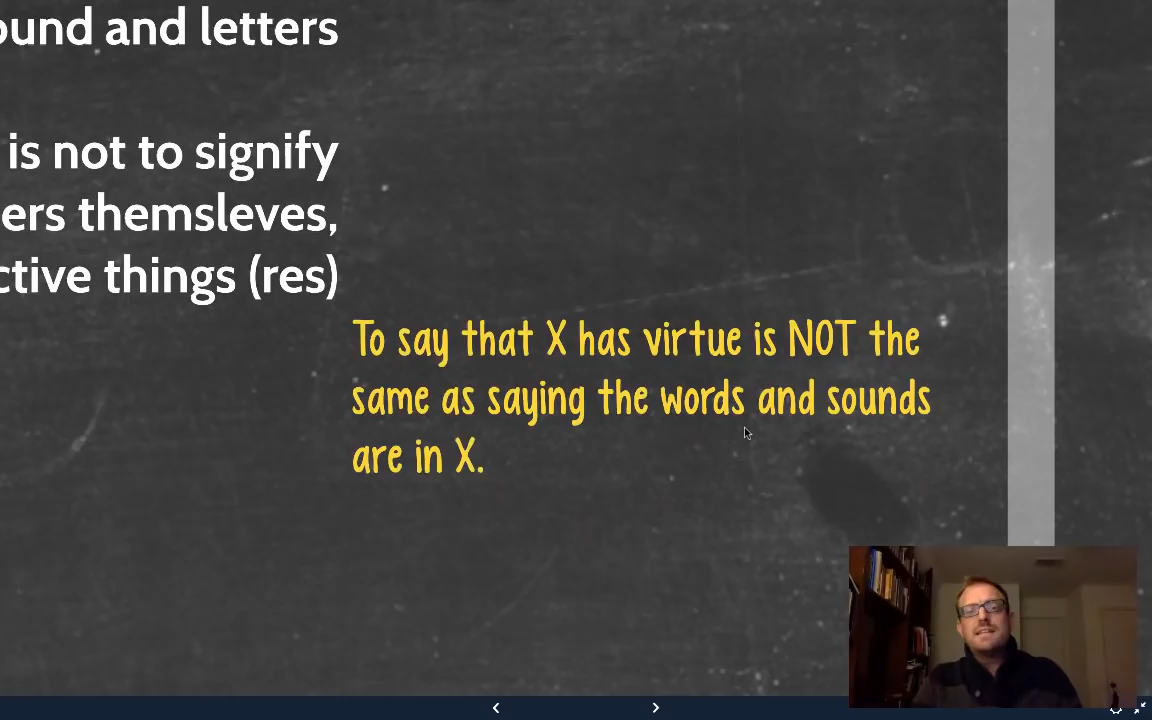 ound and letters
is not to signify
ers themsleves,
ctive things (res)
To say that X has virtue is NOT the
same as saying the words and sounds
are in X.